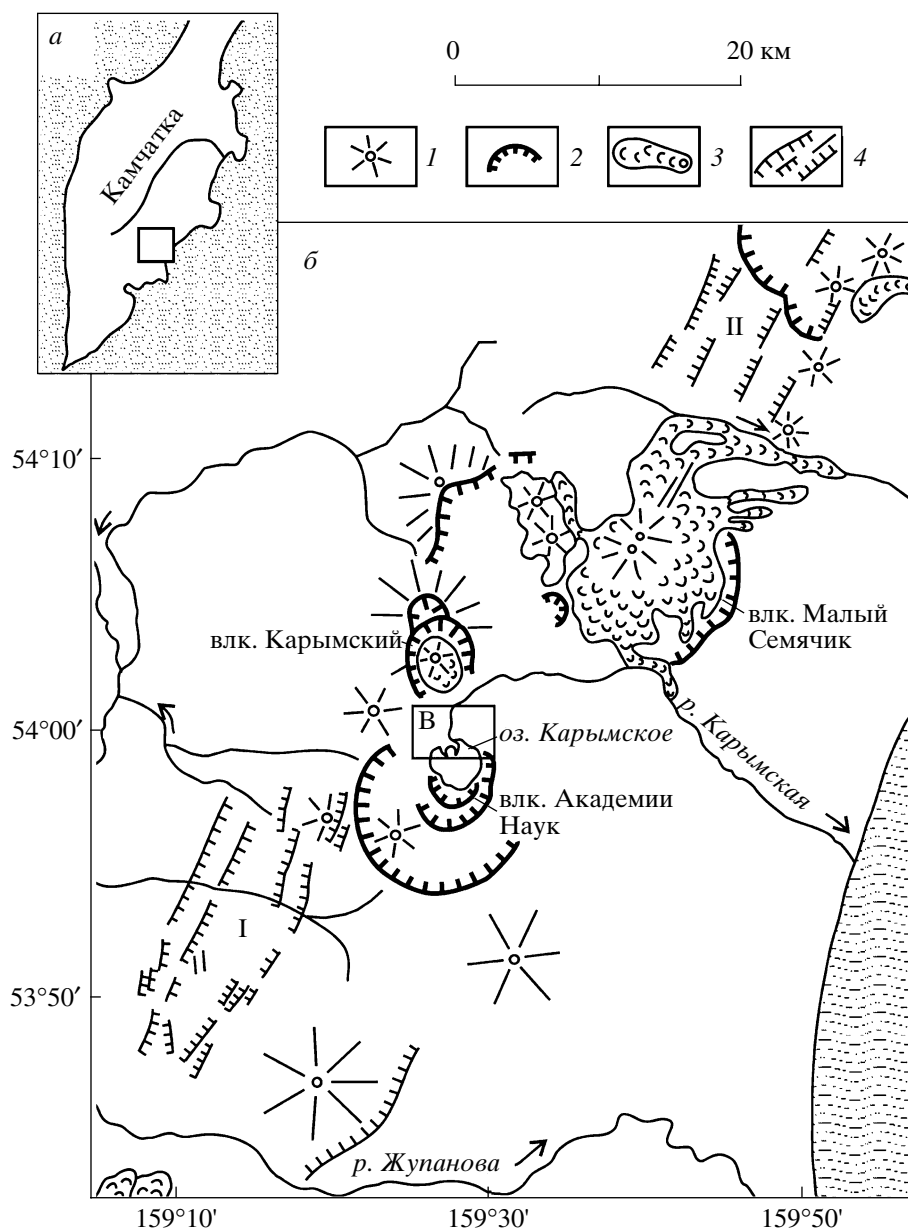 а
Камчатка
0
20 км
1
2
3
4
б
II
54°10′
влк. Карымский
влк. Малый
Семячик
54°00′
В
оз. Карымское
р. Карымская
влк. Академии
Наук
I
53°50′
р. Жупанова
159°10′
159°30′
159°50′